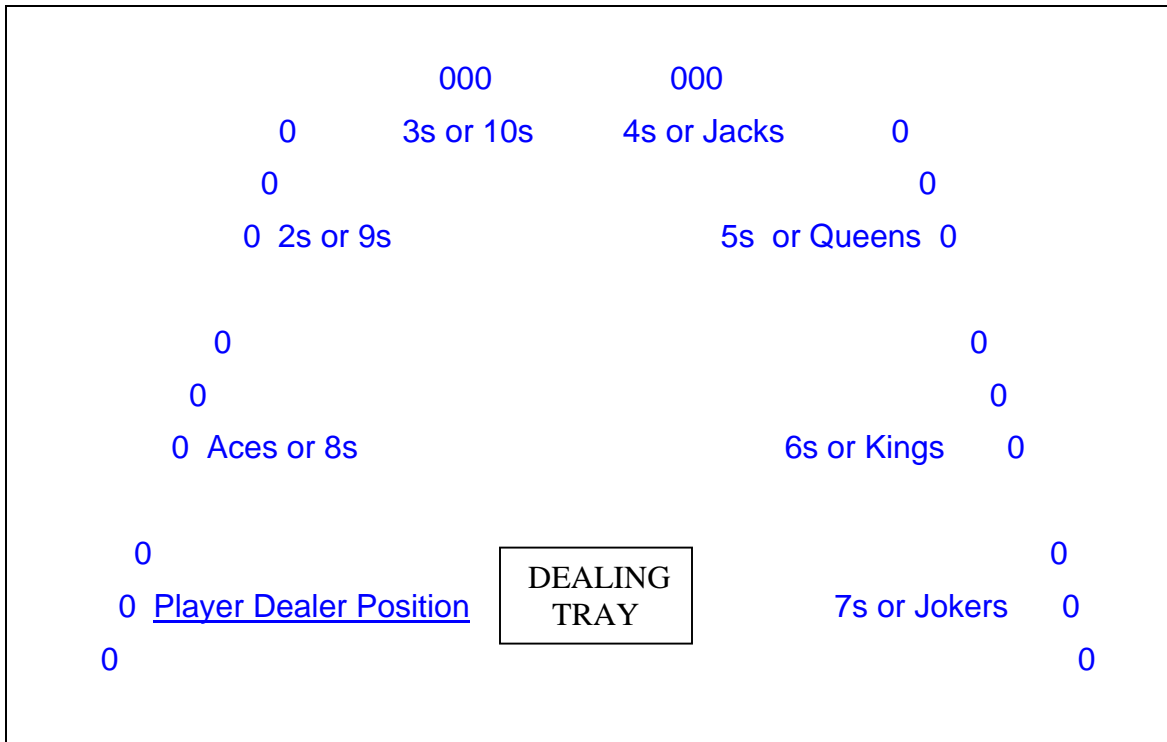 000 000
0 3s or 10s 4s or Jacks 0
0 0
0 2s or 9s 5s or Queens 0
0 0
0 0
0 Aces or 8s 6s or Kings 0
0 0
DEALING
0 Player Dealer Position TRAY 7s or Jokers 0
0 0